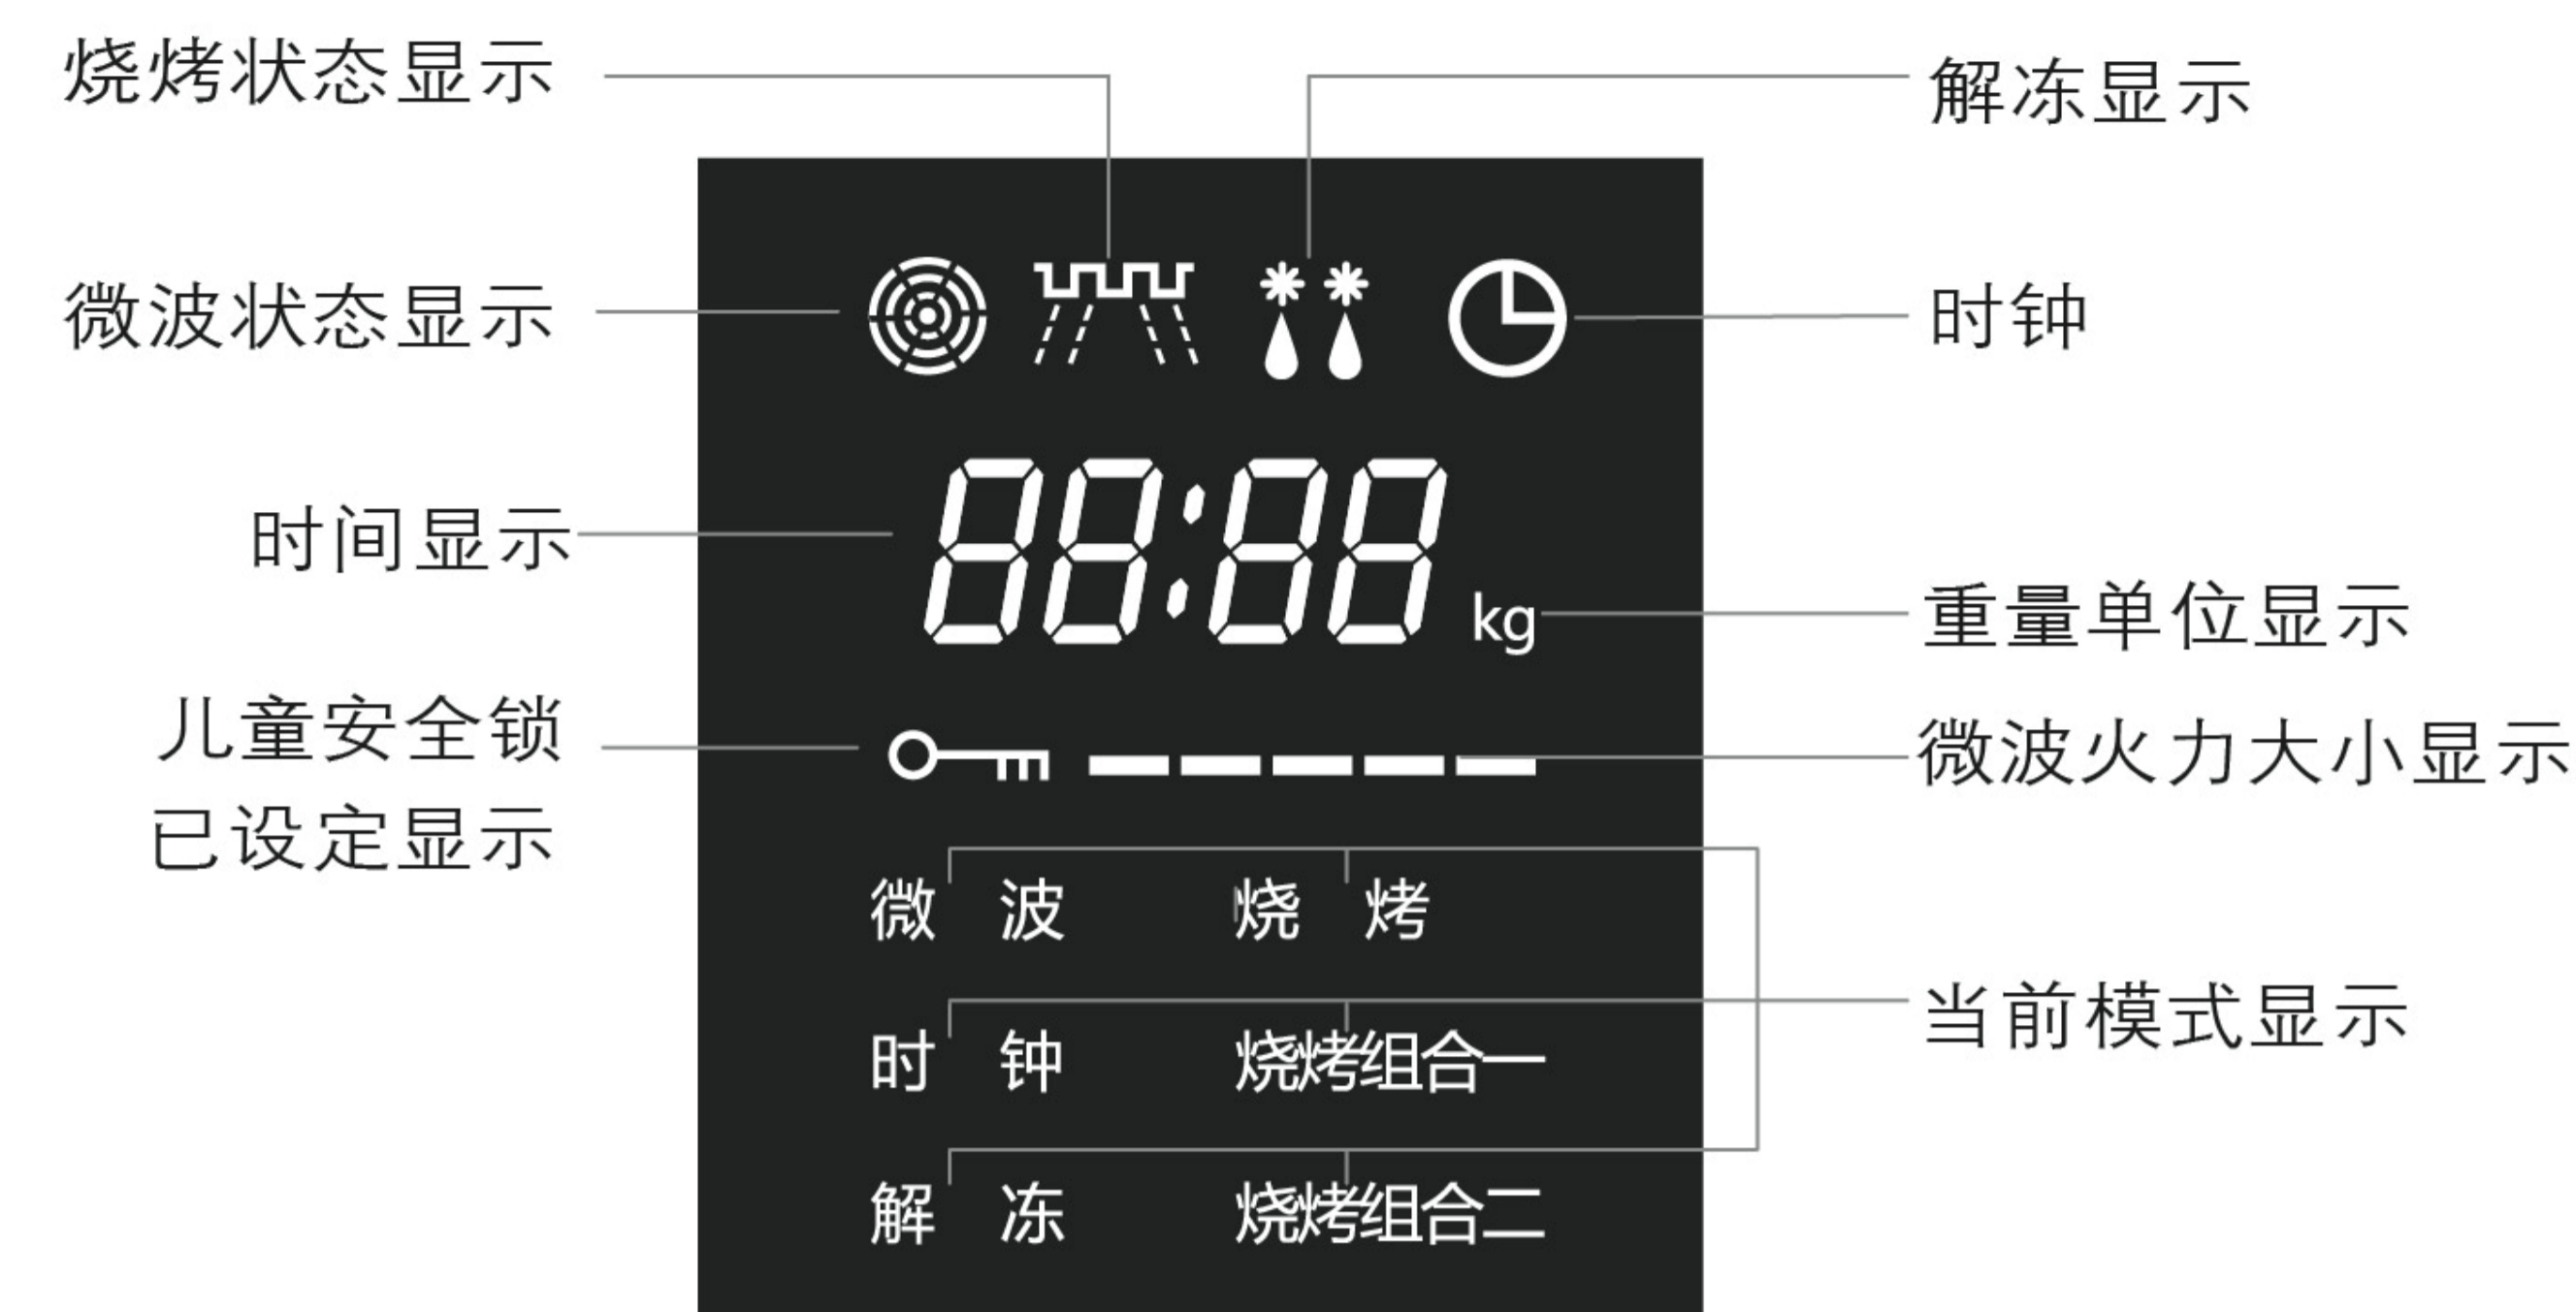 烧烤状态显示
解冻显示
微波状态显示
时钟
时间显示
88:88
kg
重量单位显示
儿童安全锁
已设定显示
微波火力大小显示
微 波 烧 烤
时 钟 烧烤组合一
当前模式显示
解 冻 烧烤组合二